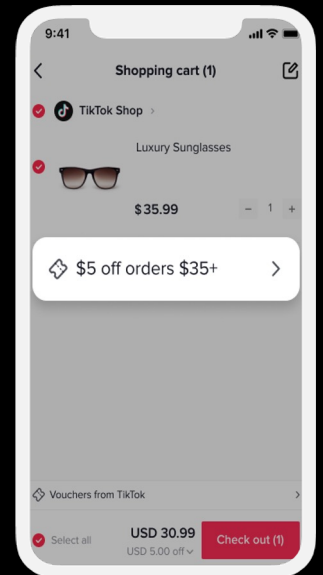 9:41
Shopping cart (1)
TikTok Shop
Luxury Sunglasses
$35.99
1
$5 off orders $35+
Vouchers from TikTok
Select all
USD 30.99
USD 5.00 off
Check out (1)